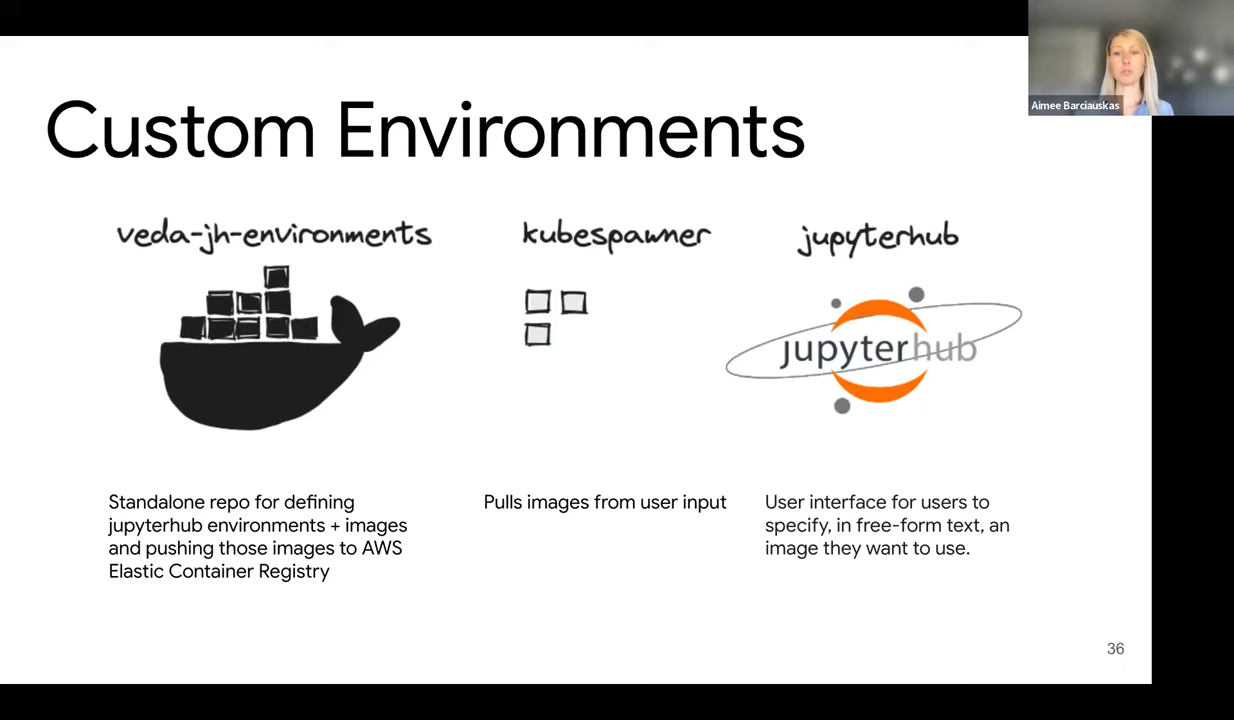 Aimee Barciauskas
Custom Environments
veda-jh-environments
kubespawner
jupyterhub
jupyterhub
Standalone repo for defining
jupyterhub environments + images
and pushing those images to AWS
Elastic Container Registry
Pulls images from user input
User interface for users to
specify, in free-form text, an
image they want to use.
36